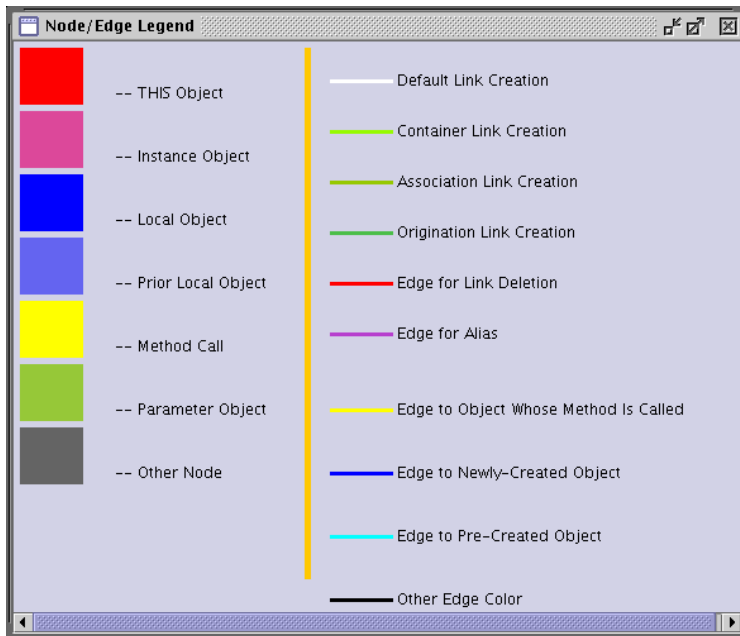 Node/Edge Legend
-- THIS Object
-- Instance Object
-- Local Object
-- Prior Local Object
-- Method Call
-- Parameter Object
-- Other Node
Default Link Creation
Container Link Creation
Association Link Creation
Origination Link Creation
Edge for Link Deletion
Edge for Alias
Edge to Object Whose Method Is Called
Edge to Newly-Created Object
Edge to Pre-Created Object
Other Edge Color